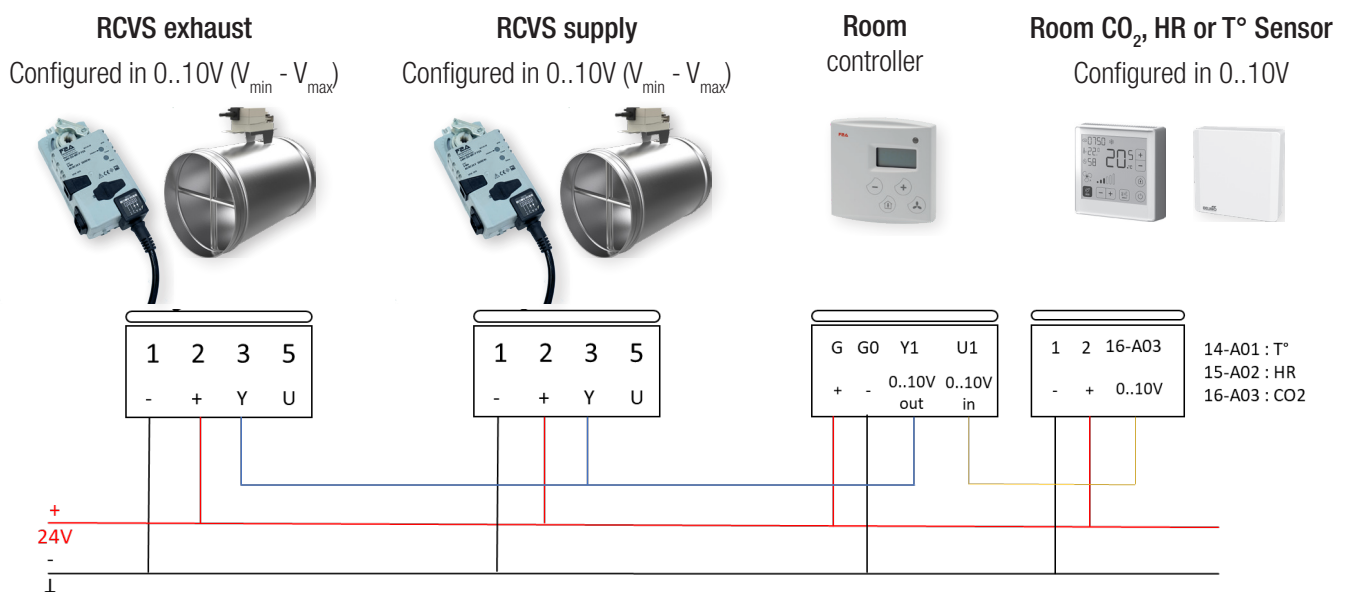 RCVS exhaust
Configured in 0..10V (Vmin - Vmax)
RCVS supply
Configured in 0..10V (Vmin - Vmax)
Room
controller
Room CO2, HR or T° Sensor
Configured in 0..10V
1 2 3 5
- + Y U
1 2 3 5
- + Y U
G G0 Y1 U1
+ - 0..10V out 0..10V in
1 2 16-A03
- + 0..10V
14-A01 : T°
15-A02 : HR
16-A03 : CO2
+
24V
-